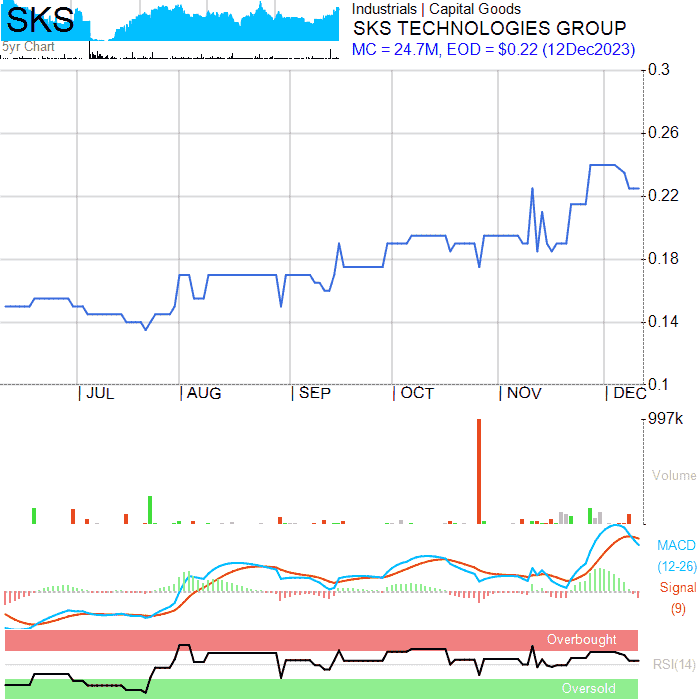 SKS
5yr Chart
Industrials | Capital Goods
SKS TECHNOLOGIES GROUP
MC = 24.7M, EOD = $0.22 (12Dec2023)
0.3
0.26
0.22
0.18
0.14
0.1
| JUL | AUG | SEP | OCT | NOV | DEC
997k
Volume
MACD
(12-26)
Signal
(9)
Overbought
RSI(14)
Oversold